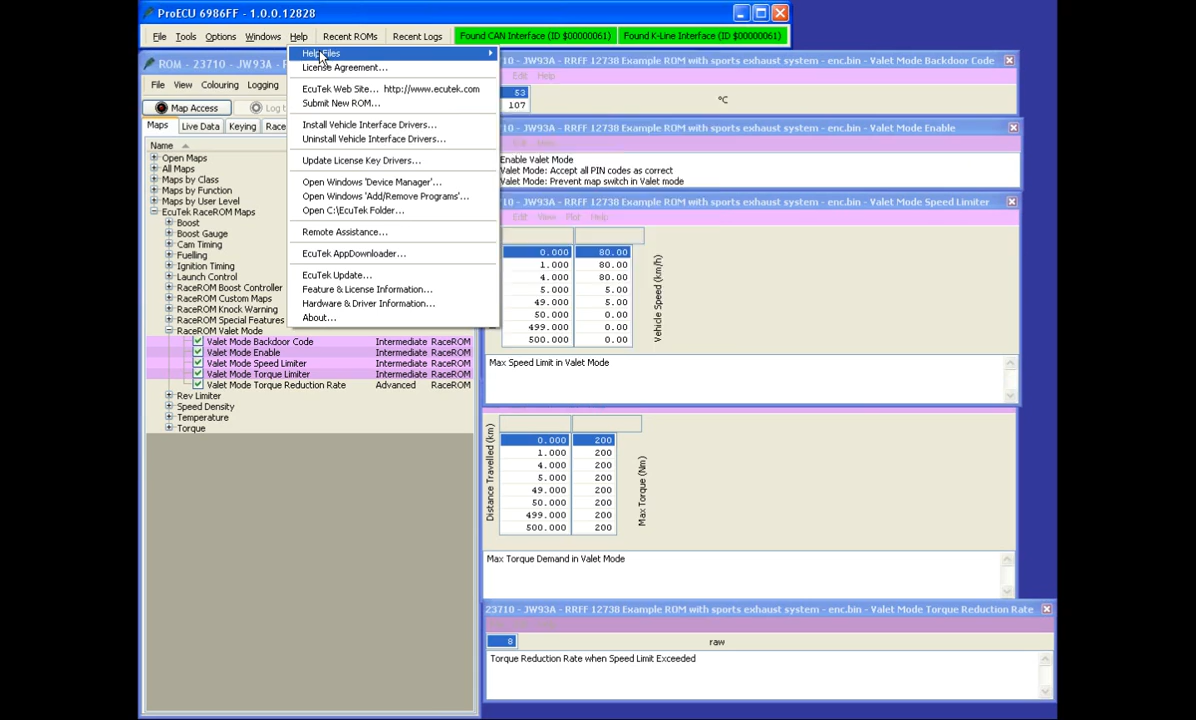 ProECU 6986FF - 1.0.0.12828
File Tools Options Windows Help Recent ROMs Recent Logs Found CAN Interface (ID $00000061) Found K-Line Interface (ID $00000061)
Help Files
License Agreement...
EcuTek Web Site... http://www.ecutek.com
Submit New ROM...
Install Vehicle Interface Drivers...
Uninstall Vehicle Interface Drivers...
Update License Key Drivers...
Open Windows 'Device Manager'...
Open Windows 'Add/Remove Programs'...
Open C:\EcuTek Folder...
Remote Assistance...
EcuTek AppDownloader...
EcuTek Update...
Feature & License Information...
Hardware & Driver Information...
About...
ROM - 23710 - JW93A - R
File View Colouring Logging
Map Access Log t
Maps Live Data Keying Race
Name
Open Maps
All Maps
Maps by Class
Maps by Function
Maps by User Level
EcuTek RaceROM Maps
Boost
Boost Gauge
Cam Timing
Fuelling
Ignition Timing
Launch Control
RaceROM Boost Controller
RaceROM Custom Maps
RaceROM Knock Warning
RaceROM Special Features
RaceROM Valet Mode
Valet Mode Backdoor Code Intermediate RaceROM
Valet Mode Enable Intermediate RaceROM
Valet Mode Speed Limiter Intermediate RaceROM
Valet Mode Torque Limiter Intermediate RaceROM
Valet Mode Torque Reduction Rate Advanced RaceROM
Rev Limiter
Speed Density
Temperature
Torque
10 - JW93A - RRFF 12738 Example ROM with sports exhaust system - enc.bin - Valet Mode Backdoor Code
Edit Help
53
107
°C
10 - JW93A - RRFF 12738 Example ROM with sports exhaust system - enc.bin - Valet Mode Enable
Enable Valet Mode
Valet Mode: Accept all PIN codes as correct
Valet Mode: Prevent map switch in Valet mode
10 - JW93A - RRFF 12738 Example ROM with sports exhaust system - enc.bin - Valet Mode Speed Limiter
Edit View Plot Help
0.000 80.00
1.000 80.00
4.000 80.00
5.000 5.00
49.000 5.00
50.000 0.00
499.000 0.00
500.000 0.00
Vehicle Speed (km/h)
Max Speed Limit in Valet Mode
Distance Travelled (km)
0.000 200
1.000 200
4.000 200
5.000 200
49.000 200
50.000 200
499.000 200
500.000 200
Max Torque (Nm)
Max Torque Demand in Valet Mode
23710 - JW93A - RRFF 12738 Example ROM with sports exhaust system - enc.bin - Valet Mode Torque Reduction Rate
8 raw
Torque Reduction Rate when Speed Limit Exceeded